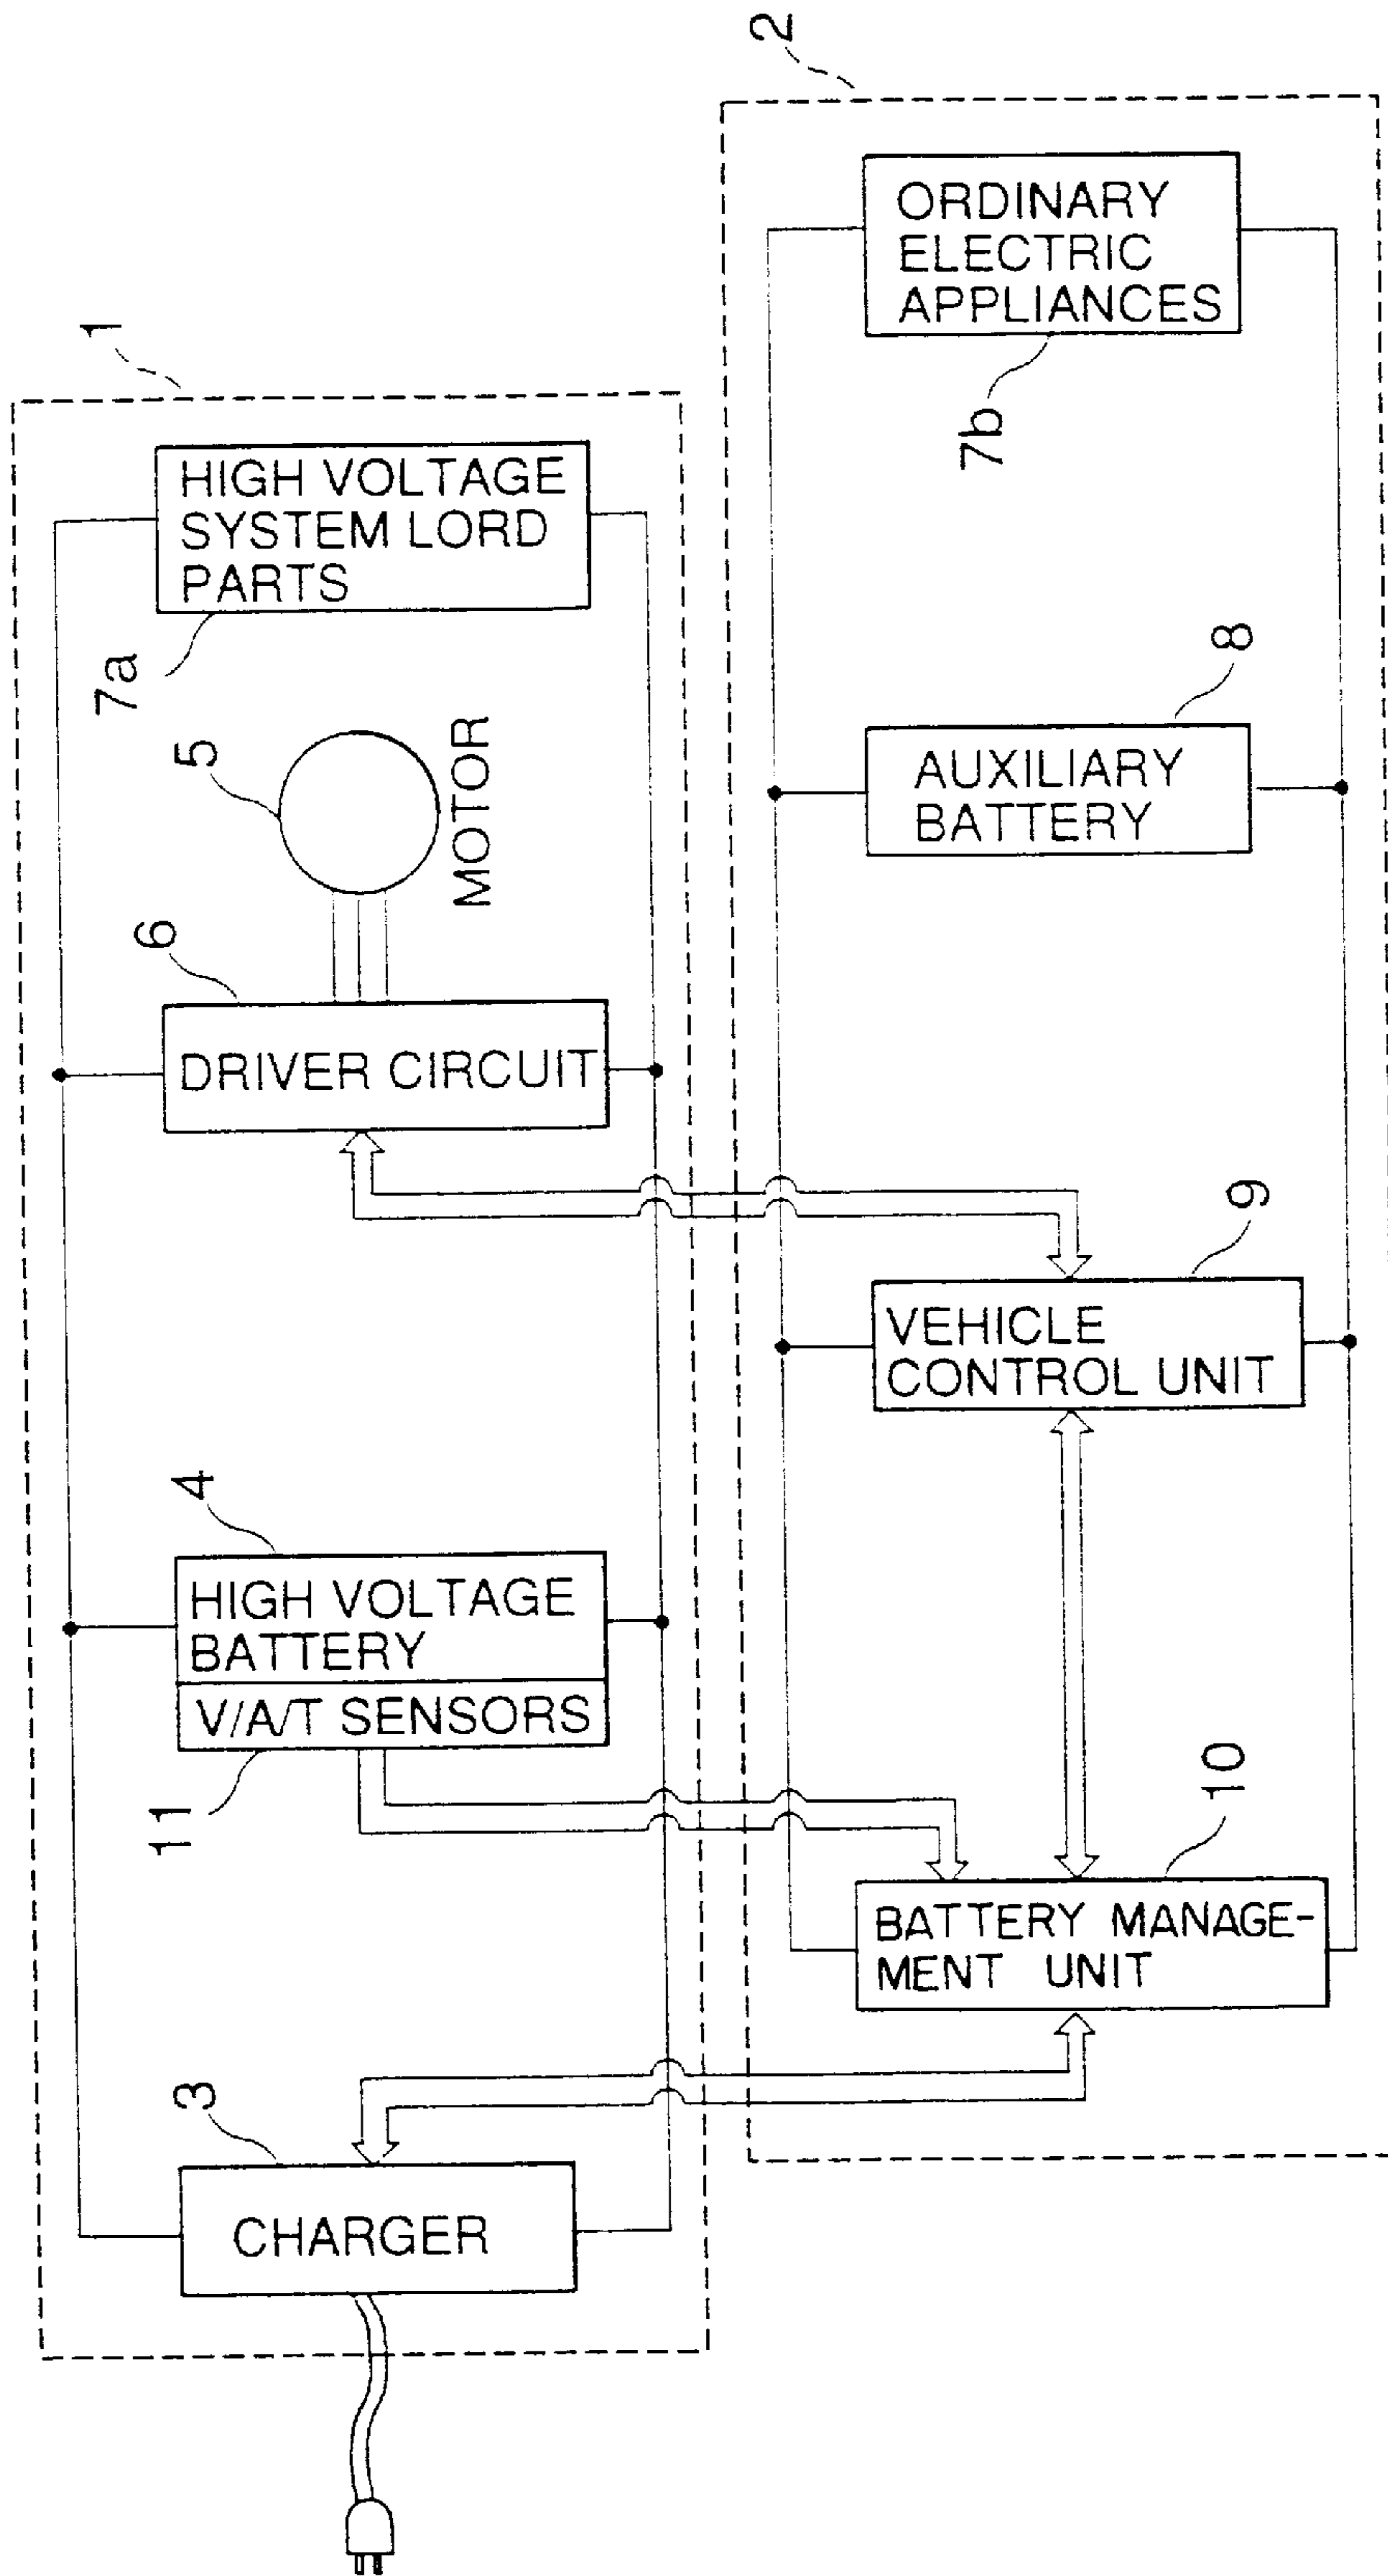 1
2
HIGH VOLTAGE
SYSTEM LORD
PARTS
7a
ORDINARY
ELECTRIC
APPLIANCES
7b
5
MOTOR
6
DRIVER CIRCUIT
AUXILIARY
BATTERY
8
VEHICLE
CONTROL UNIT
9
4
HIGH VOLTAGE
BATTERY
V/A/T SENSORS
11
BATTERY MANAGE-
MENT UNIT
10
3
CHARGER